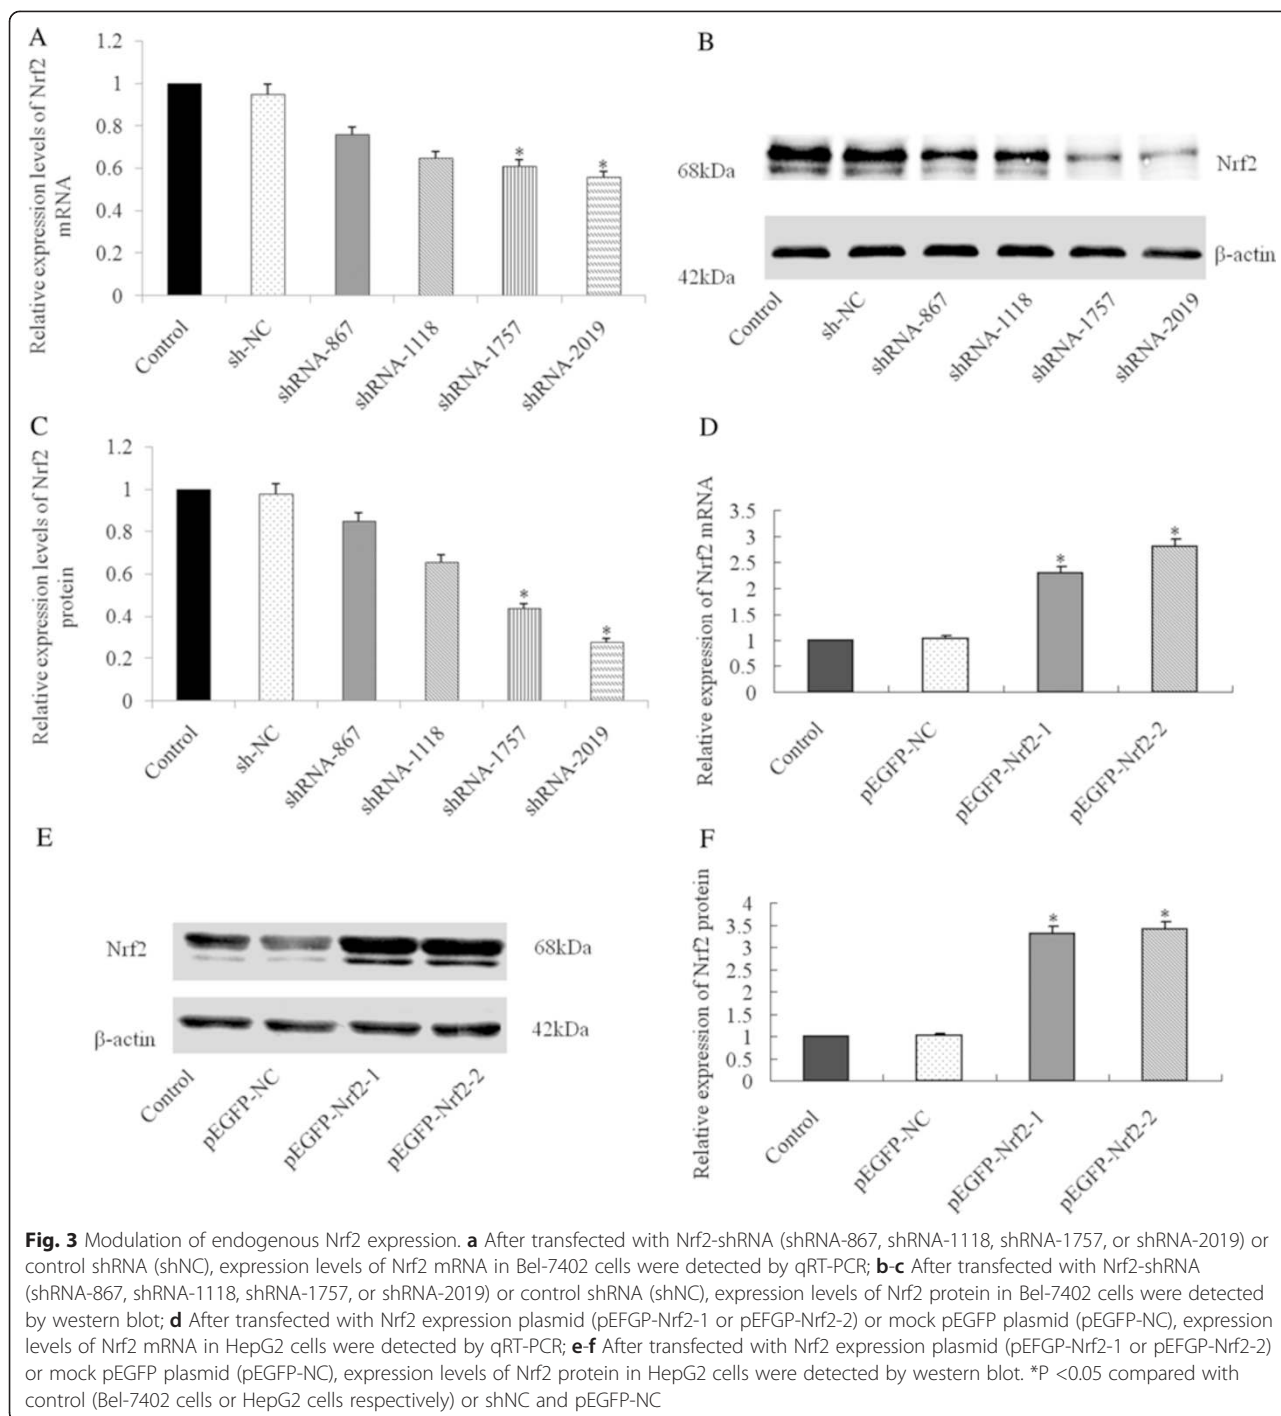 A
Relative expression levels of Nrf2
mRNA
1.2
1
0.8
0.6
0.4
0.2
0
*
*
Control
sh-NC
shRNA-867
shRNA-1118
shRNA-1757
shRNA-2019
B
68kDa
Nrf2
42kDa
β-actin
Control
sh-NC
shRNA-867
shRNA-1118
shRNA-1757
shRNA-2019
C
Relative expression levels of Nrf2
protein
1.2
1
0.8
0.6
0.4
0.2
0
*
*
Control
sh-NC
shRNA-867
shRNA-1118
shRNA-1757
shRNA-2019
D
Relative expression of Nrf2 mRNA
3.5
3
2.5
2
1.5
1
0.5
0
*
*
Control
pEGFP-NC
pEGFP-Nrf2-1
pEGFP-Nrf2-2
E
Nrf2
68kDa
β-actin
42kDa
Control
pEGFP-NC
pEGFP-Nrf2-1
pEGFP-Nrf2-2
F
Relative expression of Nrf2 protein
4
3.5
3
2.5
2
1.5
1
0.5
0
*
*
Control
pEGFP-NC
pEGFP-Nrf2-1
pEGFP-Nrf2-2
Fig. 3 Modulation of endogenous Nrf2 expression. a After transfected with Nrf2-shRNA (shRNA-867, shRNA-1118, shRNA-1757, or shRNA-2019) or
control shRNA (shNC), expression levels of Nrf2 mRNA in Bel-7402 cells were detected by qRT-PCR; b-c After transfected with Nrf2-shRNA
(shRNA-867, shRNA-1118, shRNA-1757, or shRNA-2019) or control shRNA (shNC), expression levels of Nrf2 protein in Bel-7402 cells were detected
by western blot; d After transfected with Nrf2 expression plasmid (pEFGP-Nrf2-1 or pEFGP-Nrf2-2) or mock pEGFP plasmid (pEGFP-NC), expression
levels of Nrf2 mRNA in HepG2 cells were detected by qRT-PCR; e-f After transfected with Nrf2 expression plasmid (pEFGP-Nrf2-1 or pEFGP-Nrf2-2)
or mock pEGFP plasmid (pEGFP-NC), expression levels of Nrf2 protein in HepG2 cells were detected by western blot. *P <0.05 compared with
control (Bel-7402 cells or HepG2 cells respectively) or shNC and pEGFP-NC